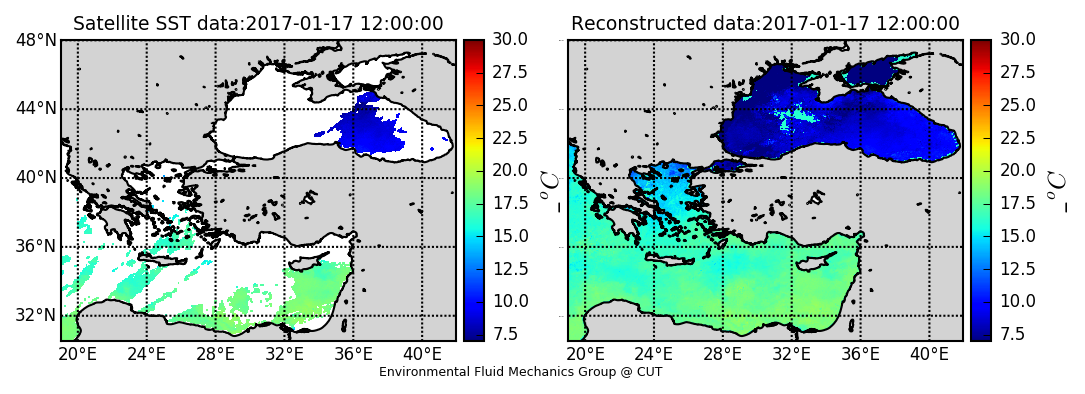 Satellite SST data:2017-01-17 12:00:00
48°N
44°N
40°N
36°N
32°N
20°E 24°E 28°E 32°E 36°E 40°E
30.0
27.5
25.0
22.5
20.0
17.5
15.0
12.5
10.0
7.5
_°C
Reconstructed data:2017-01-17 12:00:00
20°E 24°E 28°E 32°E 36°E 40°E
30.0
27.5
25.0
22.5
20.0
17.5
15.0
12.5
10.0
7.5
_°C
Environmental Fluid Mechanics Group @ CUT